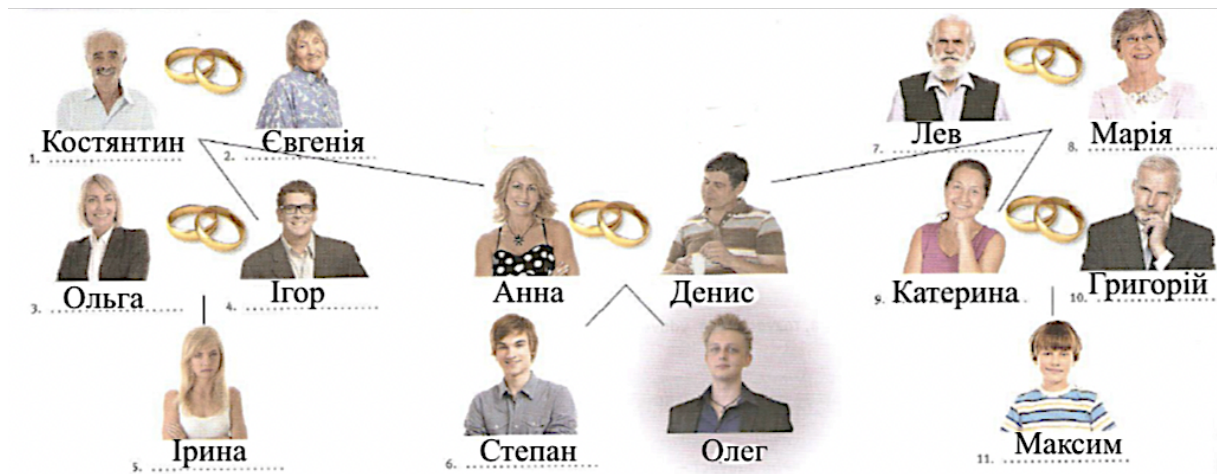 Костянтин
Євгенія
Лев
Марія
1.
2.
7.
8.
Ольга
Ігор
Анна
Денис
Катерина
Григорій
3.
4.
9.
10.
Ірина
Степан
Олег
Максим
5.
6.
11.